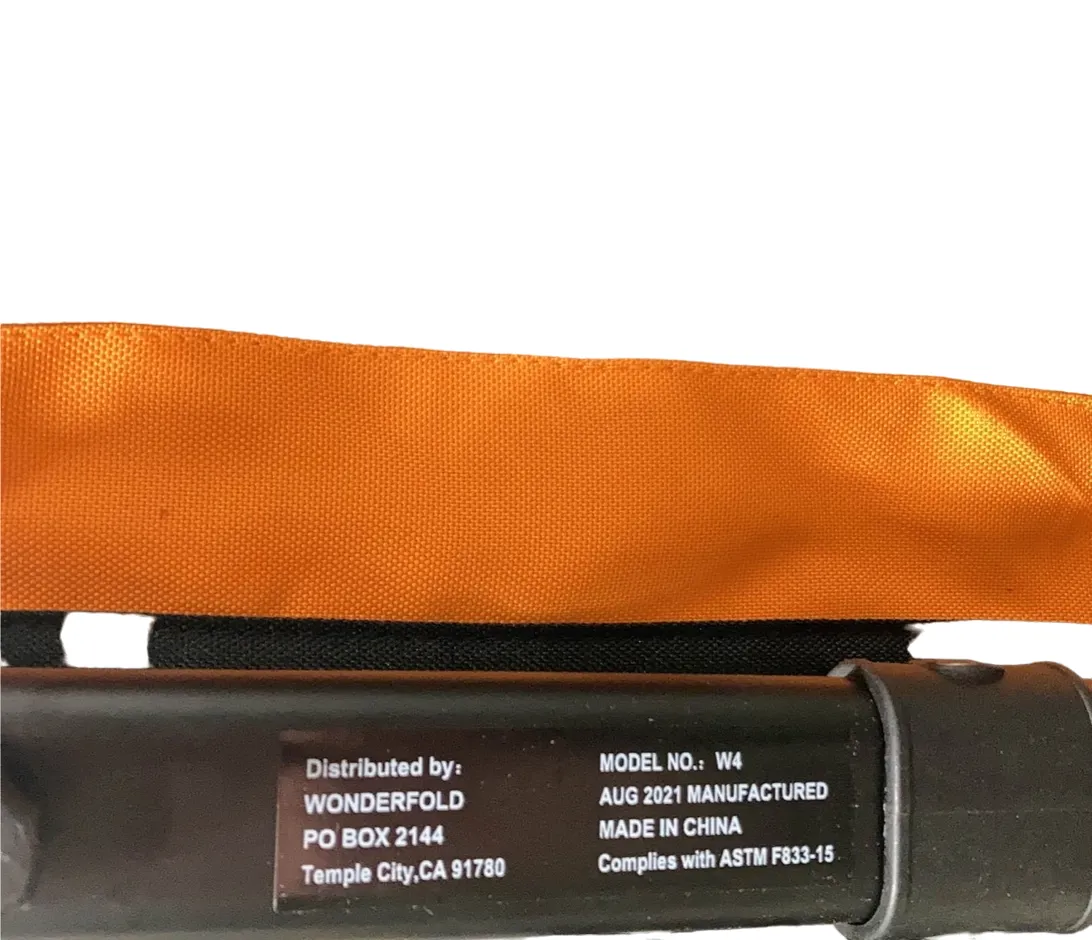 Distributed by:
WONDERFOLD
PO BOX 2144
Temple City,CA 91780
MODEL NO.: W4
AUG 2021 MANUFACTURED
MADE IN CHINA
Complies with ASTM F833-15